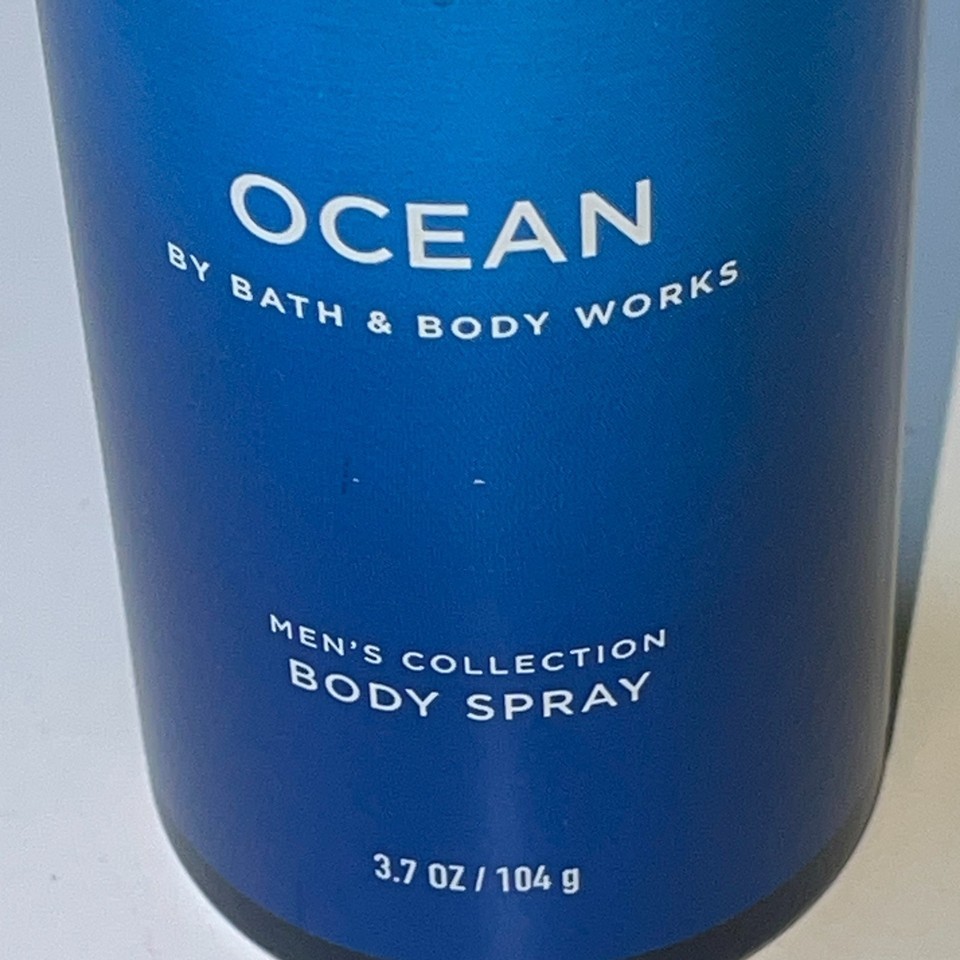 OCEAN
BY BATH & BODY WORKS
MEN'S COLLECTION
BODY SPRAY
3.7 OZ / 104 g